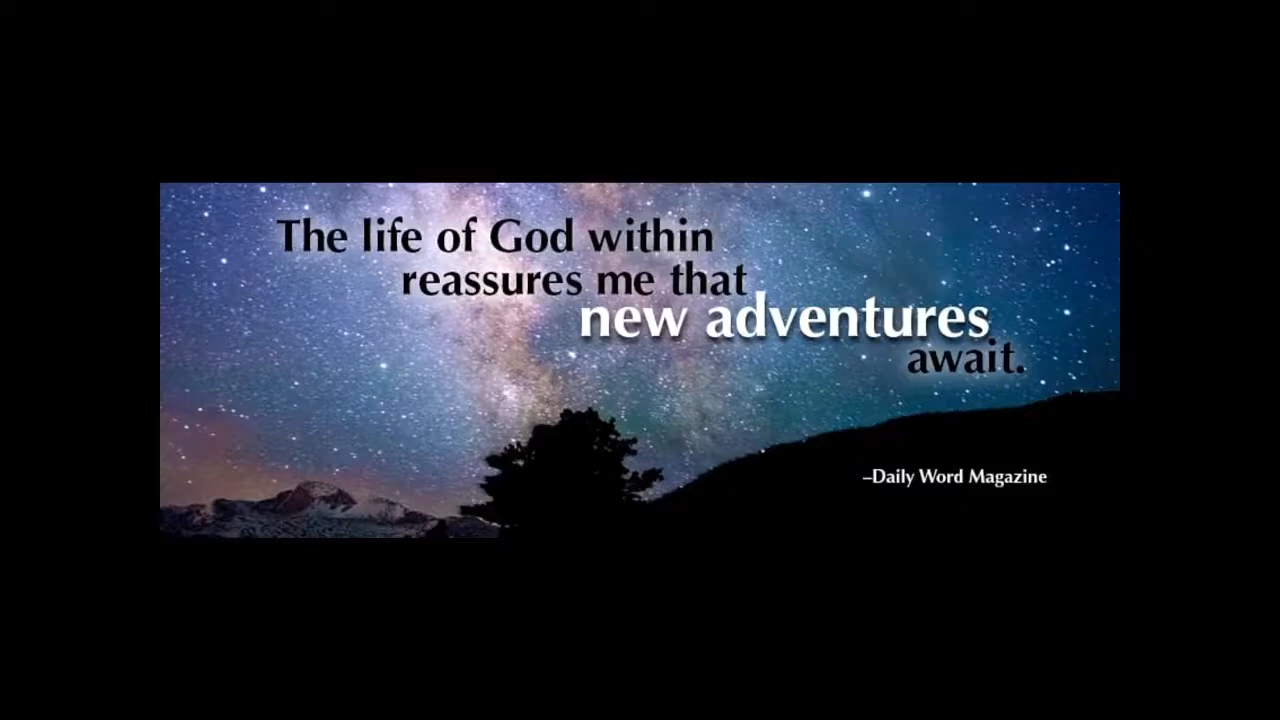 The life of God within
reassures me that
new adventures
await.
–Daily Word Magazine